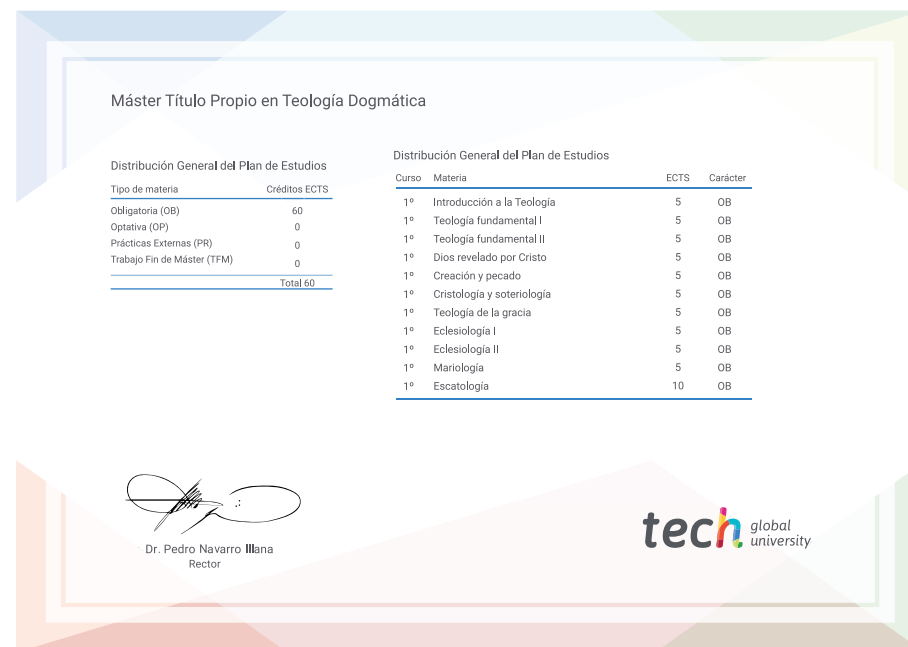 Máster Título Propio en Teología Dogmática
Distribución General del Plan de Estudios
Tipo de materia Créditos ECTS
Obligatoria (OB) 60
Optativa (OP) 0
Prácticas Externas (PR) 0
Trabajo Fin de Máster (TFM) 0
Total 60
Distribución General del Plan de Estudios
Curso Materia ECTS Carácter
1º Introducción a la Teología 5 OB
1º Teología fundamental I 5 OB
1º Teología fundamental II 5 OB
1º Dios revelado por Cristo 5 OB
1º Creación y pecado 5 OB
1º Cristología y soteriología 5 OB
1º Teología de la gracia 5 OB
1º Eclesiología I 5 OB
1º Eclesiología II 5 OB
1º Mariología 5 OB
1º Escatología 10 OB
Dr. Pedro Navarro Illana
Rector
tech global
university